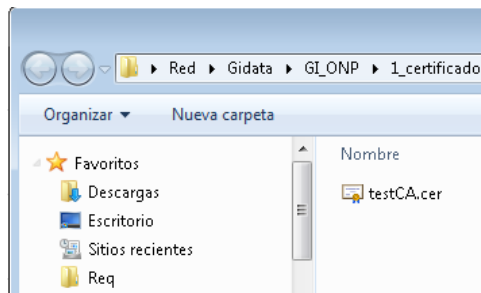 Red Gidata GI_ONP 1_certificado
Organizar Nueva carpeta
Favoritos
Descargas
Escritorio
Sitios recientes
Req
Nombre
testCA.cer